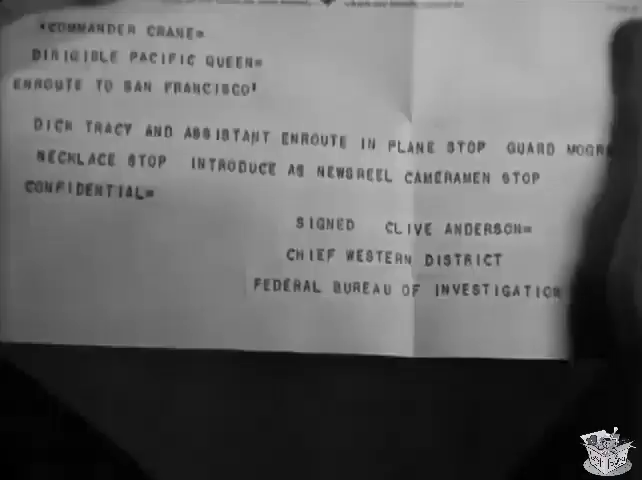 "COMMANDER CRANE=
DIRIGIBLE PACIFIC QUEEN=
ENROUTE TO SAN FRANCISCO'
DICK TRACY AND ASSISTANT ENROUTE IN PLANE STOP GUARD
NECKLACE STOP INTRODUCE AS NEWSREEL CAMERAMEN STOP
CONFIDENTIAL=
SIGNED CLIVE ANDERSON=
CHIEF WESTERN DISTRICT
FEDERAL BUREAU OF INVESTIGATION